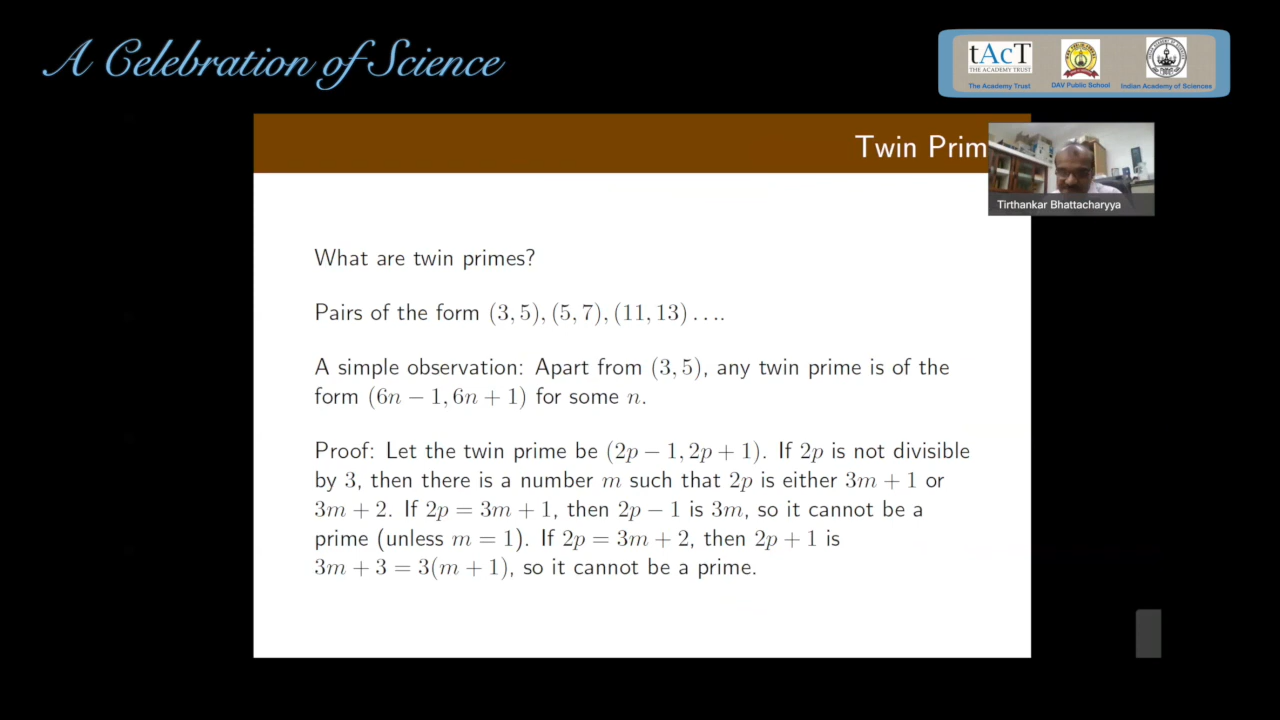 A Celebration of Science
tAcT
THE ACADEMY TRUST
The Academy Trust
DAV Public School
Indian Academy of Sciences
Twin Prim
Tirthankar Bhattacharyya
What are twin primes?
Pairs of the form (3, 5), (5, 7), (11, 13) . . . .
A simple observation: Apart from (3, 5), any twin prime is of the
form (6n − 1, 6n + 1) for some n.
Proof: Let the twin prime be (2p − 1, 2p + 1). If 2p is not divisible
by 3, then there is a number m such that 2p is either 3m + 1 or
3m + 2. If 2p = 3m + 1, then 2p − 1 is 3m, so it cannot be a
prime (unless m = 1). If 2p = 3m + 2, then 2p + 1 is
3m + 3 = 3(m + 1), so it cannot be a prime.